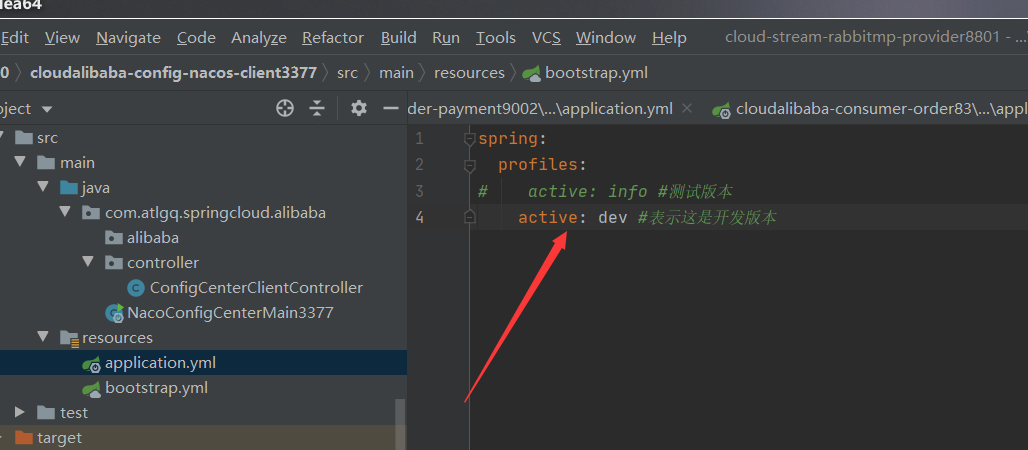 lea64
Edit View Navigate Code Analyze Refactor Build Run Tools VCS Window Help cloud-stream-rabbitmp-provider8801 - ...\D
0 cloudalibaba-config-nacos-client3377 src main resources bootstrap.yml
oject
der-payment9002\...\application.yml cloudalibaba-consumer-order83\...\appl
src
main
java
com.atlgq.springcloud.alibaba
alibaba
controller
ConfigCenterClientController
NacoConfigCenterMain3377
resources
application.yml
bootstrap.yml
test
target
1 spring:
2 profiles:
3 # active: info #测试版本
4 active: dev #表示这是开发版本